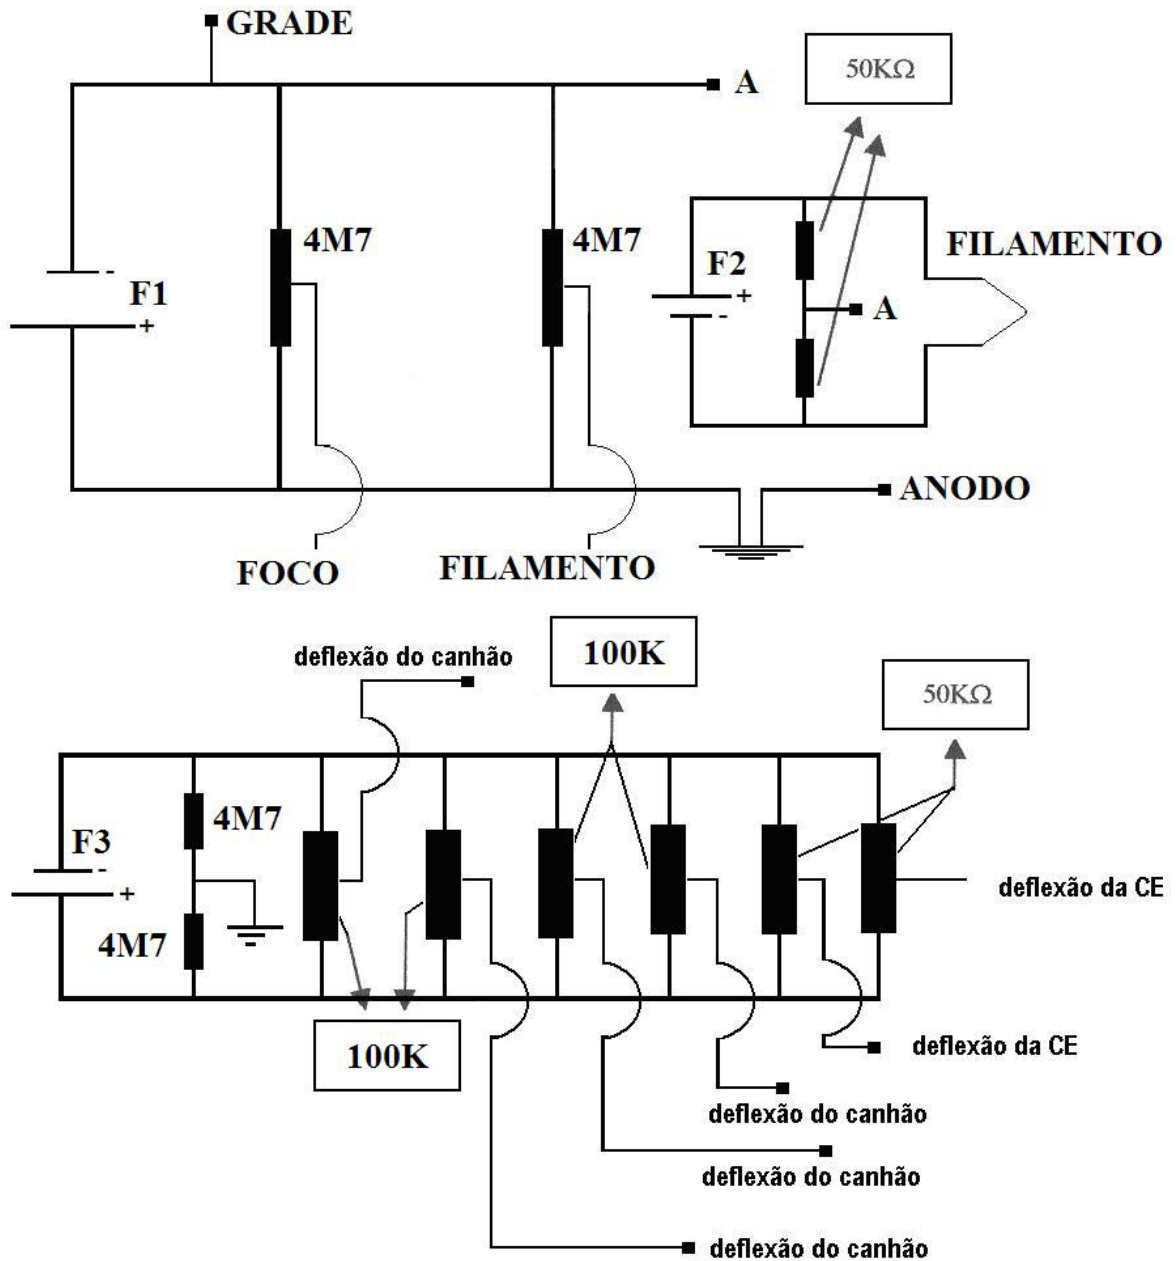 GRADE
A
50KΩ
4M7
4M7
FILAMENTO
F2
+
-
A
-
F1
+
ANODO
FOCO
FILAMENTO
deflexão do canhão
100K
50KΩ
4M7
F3
-
+
4M7
deflexão da CE
100K
deflexão da CE
deflexão do canhão
deflexão do canhão
deflexão do canhão